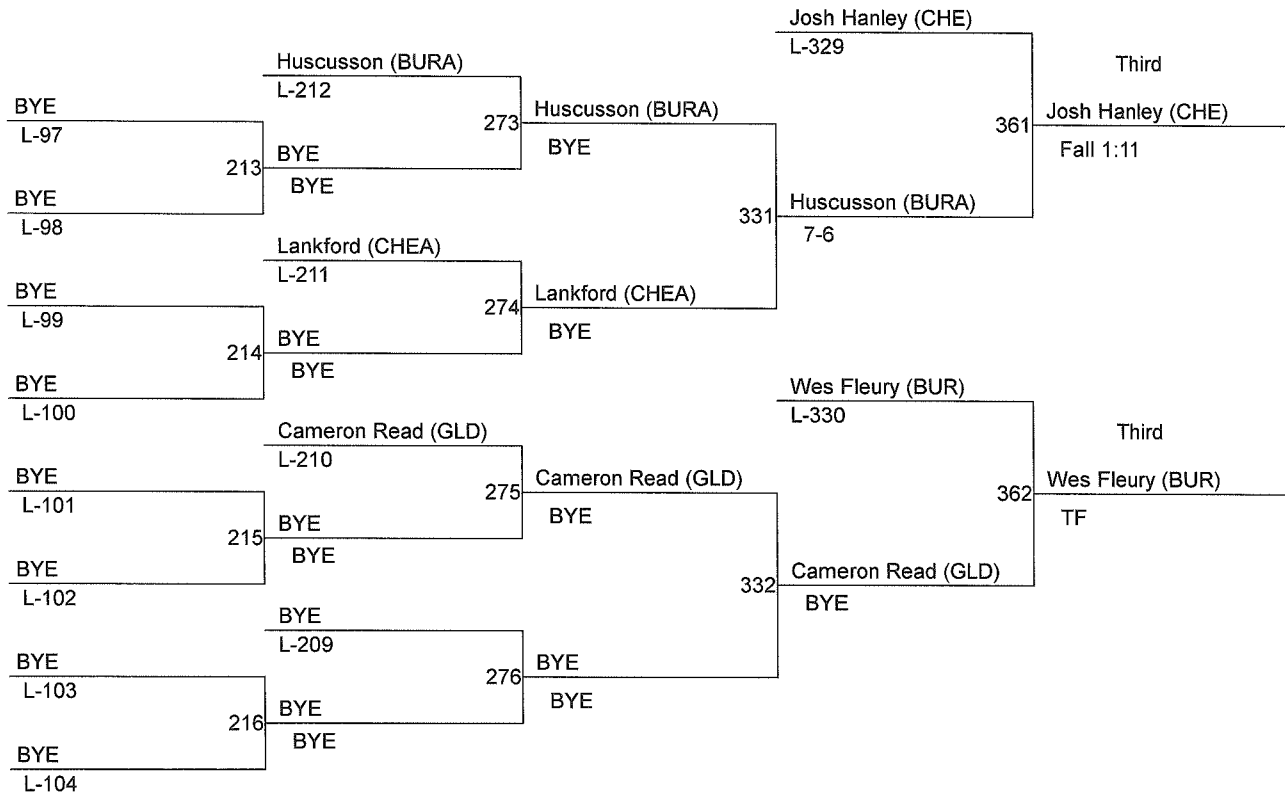 BYE
L-97
BYE
L-98
BYE
L-99
BYE
L-100
BYE
L-101
BYE
L-102
BYE
L-103
BYE
L-104
Huscusson (BURA)
L-212
213
BYE
BYE
Lankford (CHEA)
L-211
214
BYE
BYE
Cameron Read (GLD)
L-210
215
BYE
BYE
BYE
L-209
216
BYE
BYE
273
Huscusson (BURA)
BYE
274
Lankford (CHEA)
BYE
275
Cameron Read (GLD)
BYE
276
BYE
BYE
Josh Hanley (CHE)
L-329
331
Huscusson (BURA)
7-6
Wes Fleury (BUR)
L-330
332
Cameron Read (GLD)
BYE
Third
361
Josh Hanley (CHE)
Fall 1:11
Third
362
Wes Fleury (BUR)
TF